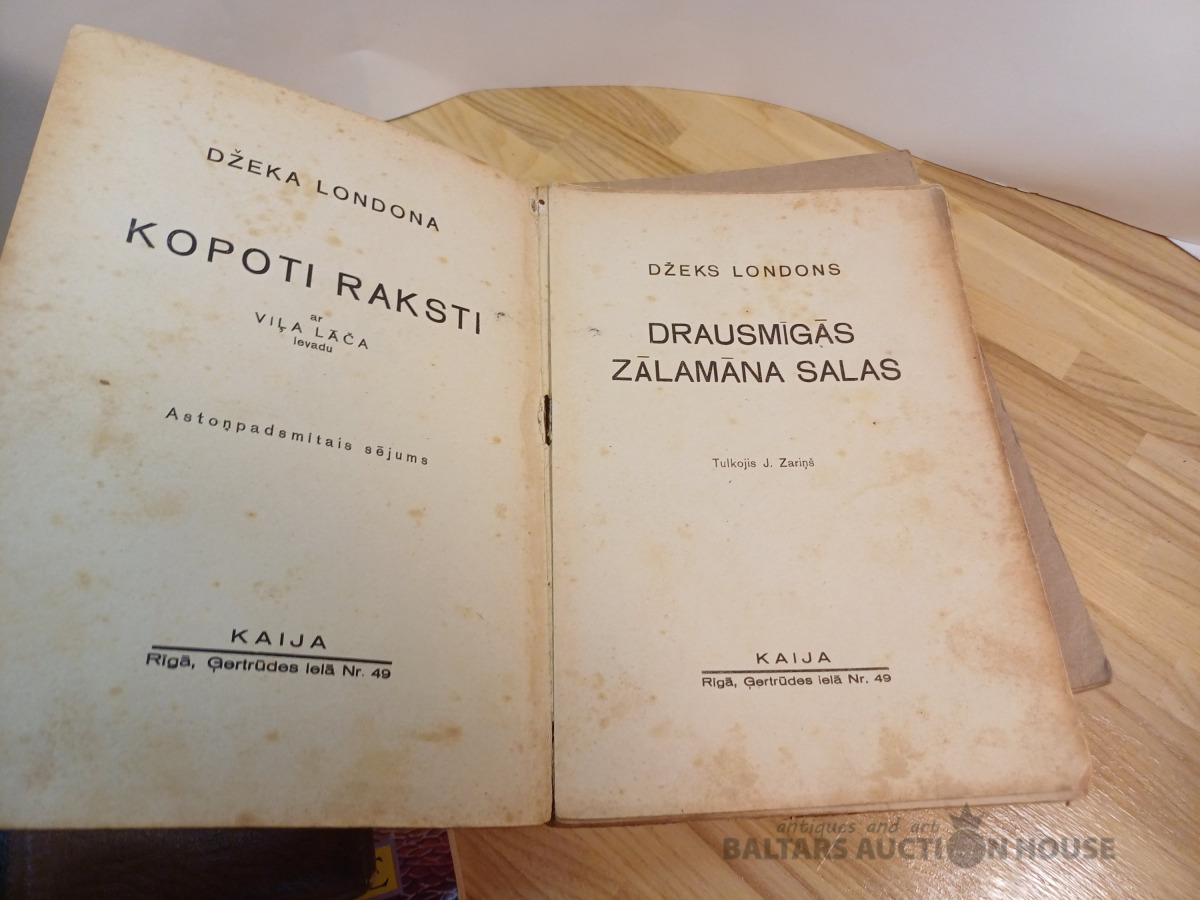 DŽEKA LONDONA
KOPOTI RAKSTI
ar
VIĻA LĀČA
ievadu
Astoņpadsmitais sējums
KAIJA
Rīgā, Ģertrūdes ielā Nr. 49
DŽEKS LONDONS
DRAUSMĪGĀS
ZĀLAMĀNA SALAS
Tulkojis J. Zariņš
KAIJA
Rīgā, Ģertrūdes ielā Nr. 49
antiques and art
BALTARS AUCTION HOUSE